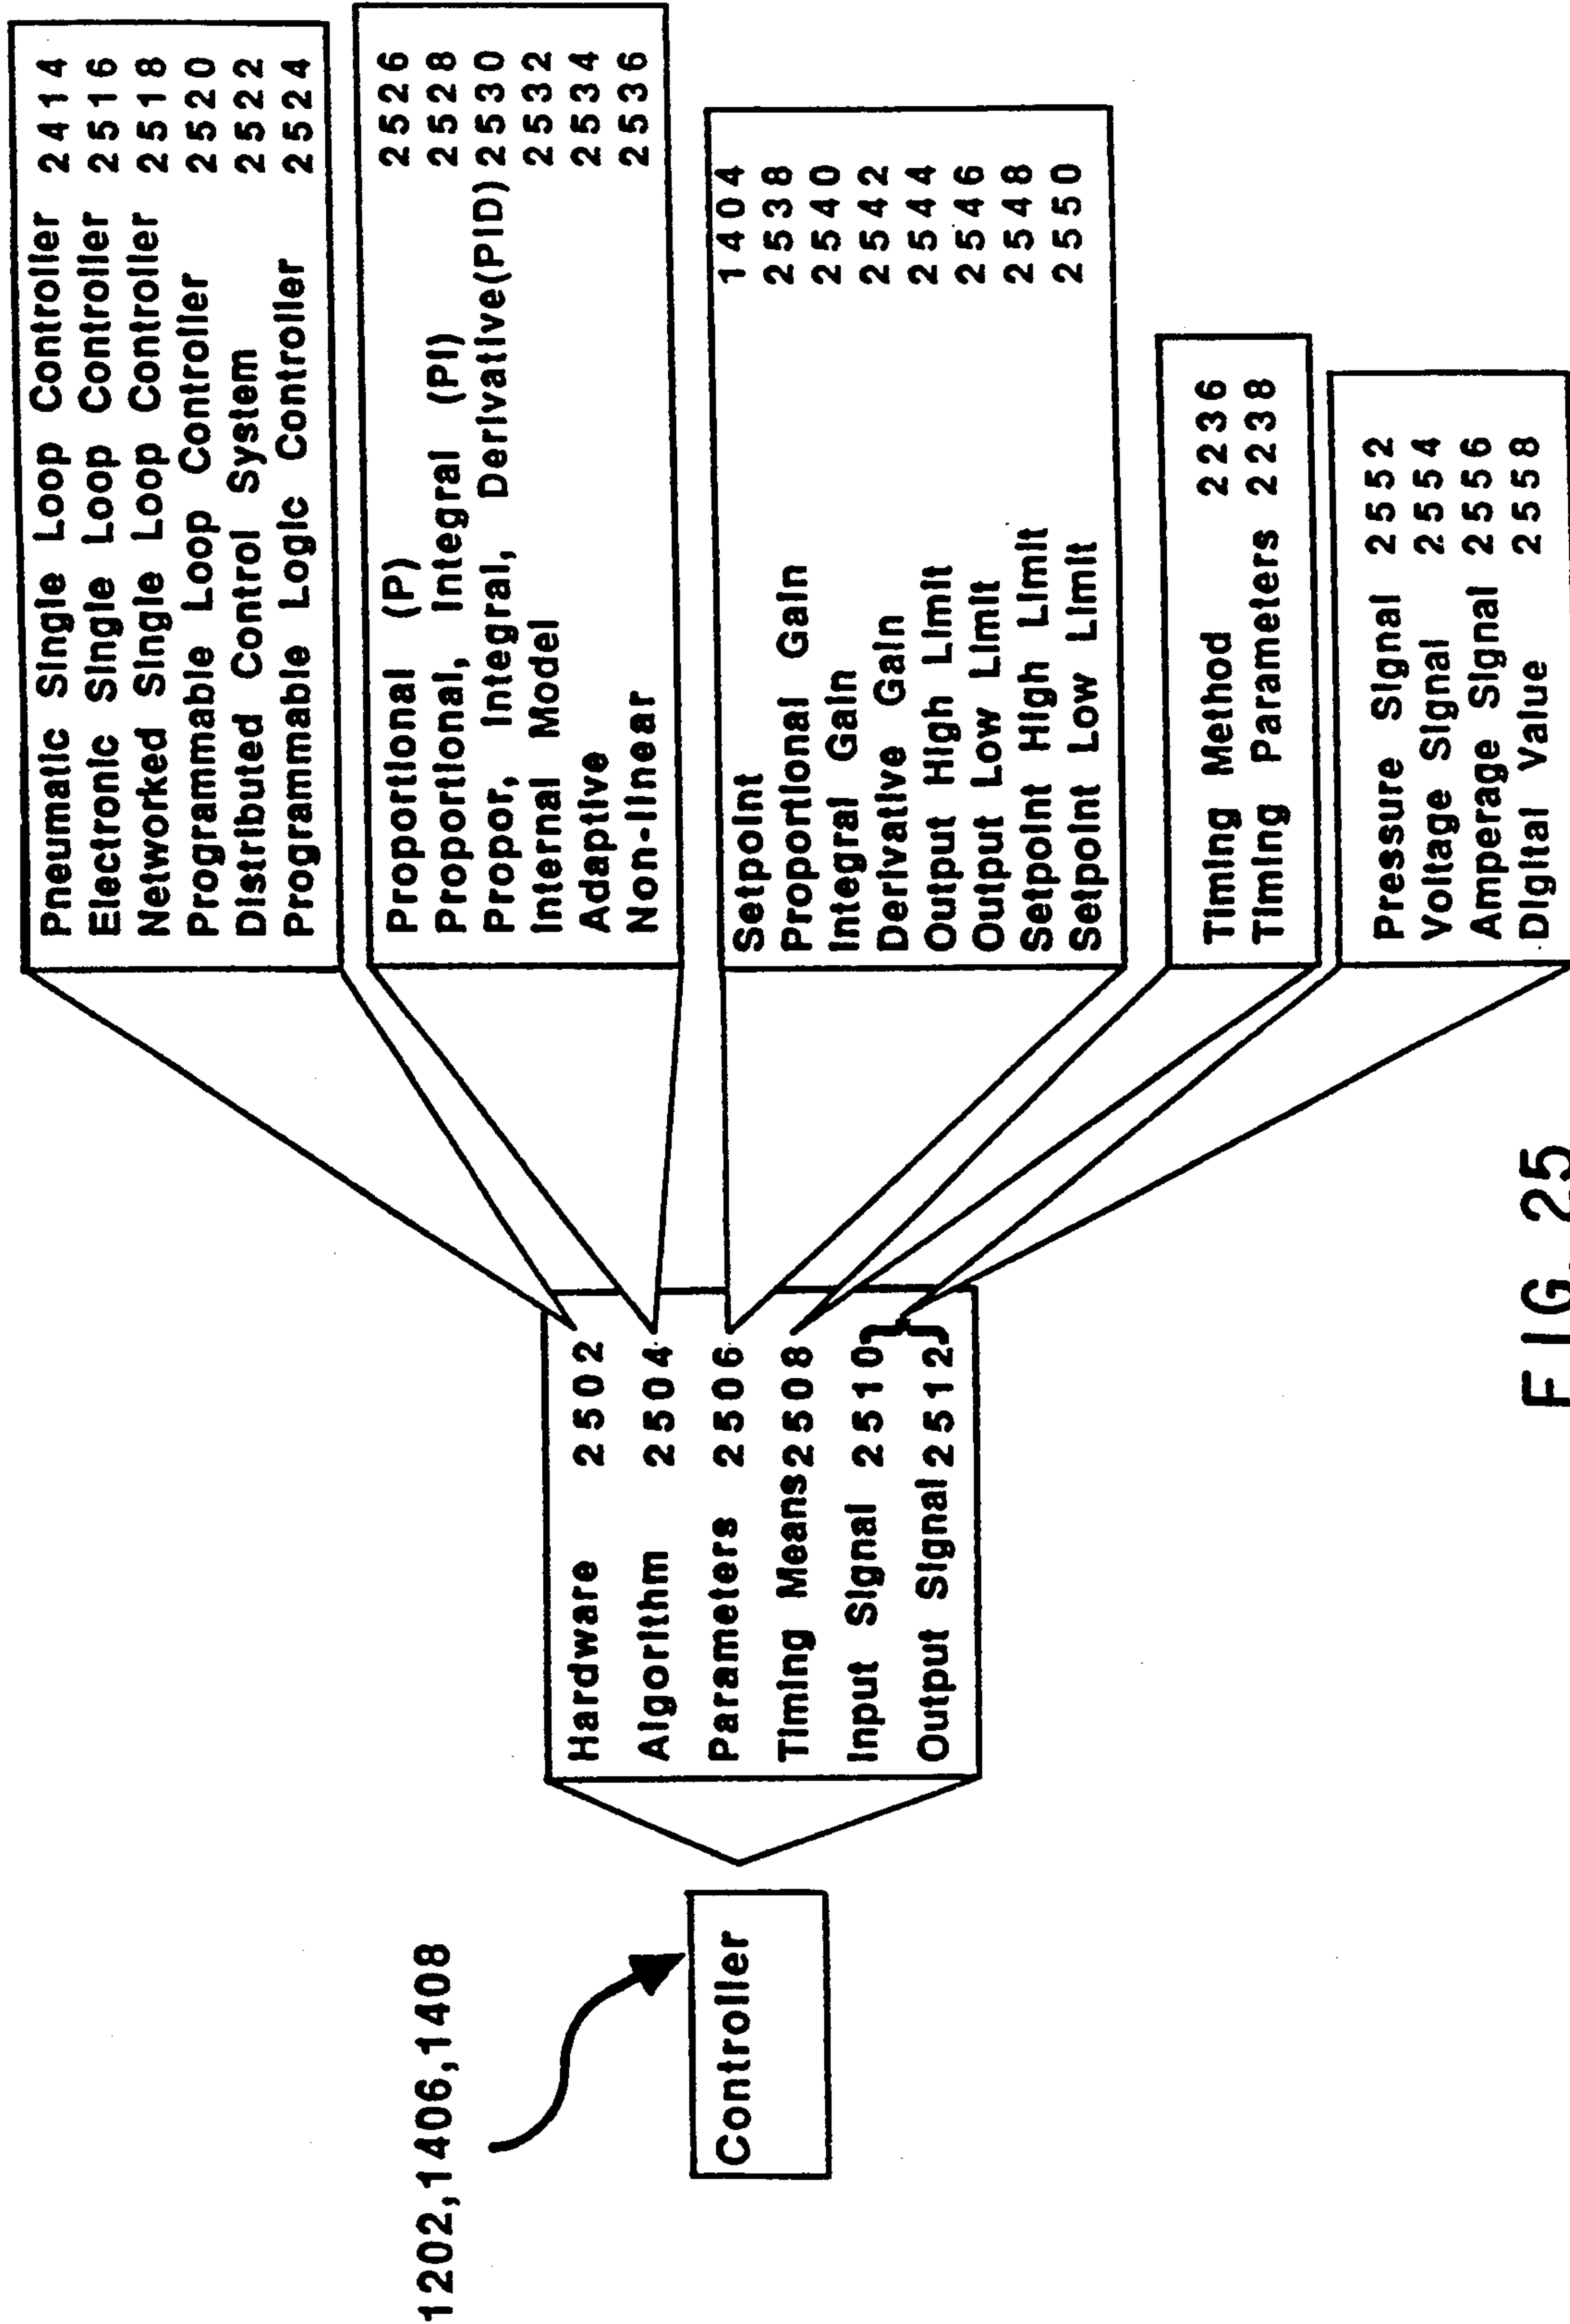 1202,1406,1408
Controller
Hardware 2502
Algorithm 2504
Parameters 2506
Timing Means 2508
Input Signal 2510
Output Signal 2512
Pneumatic Single Loop Controller 2414
Electronic Single Loop Controller 2516
Networked Single Loop Controller 2518
Programmable Loop Controller 2520
Distributed Control System 2522
Programmable Logic Controller 2524
Proportional (P) 2526
Proportional, Integral (PI) 2528
Propor, Integral, Derivative(PID) 2530
Internal Model 2532
Adaptive 2534
Non-linear 2536
Setpoint 1404
Proportional Gain 2538
Integral Gain 2540
Derivative Gain 2542
Output High Limit 2544
Output Low Limit 2546
Setpoint High Limit 2548
Setpoint Low Limit 2550
Timing Method 2236
Timing Parameters 2238
Pressure Signal 2552
Voltage Signal 2554
Amperage Signal 2556
Digital Value 2558
FIG. 25